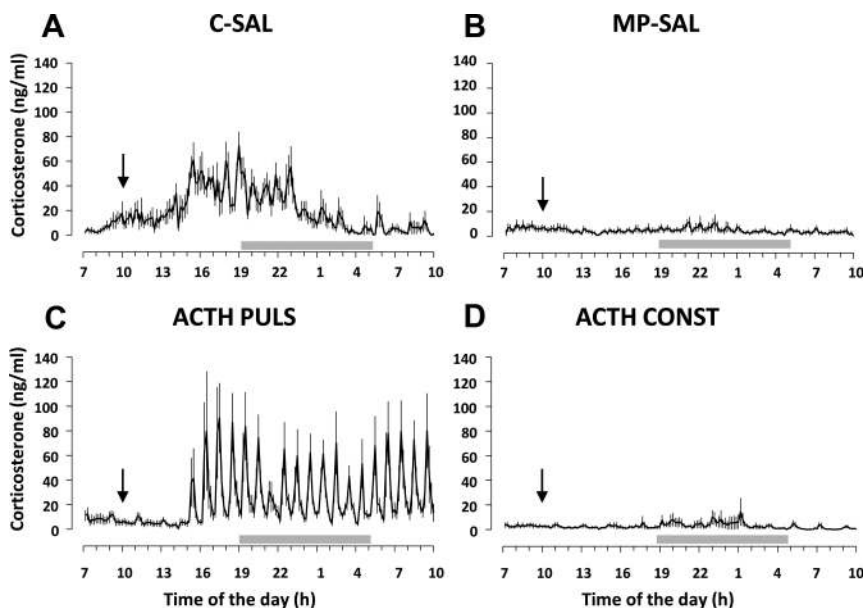 A C-SAL
Corticosterone (ng/ml)
140
120
100
80
60
40
20
0
7 10 13 16 19 22 1 4 7 10
B MP-SAL
140
120
100
80
60
40
20
0
7 10 13 16 19 22 1 4 7 10
C ACTH PULS
Corticosterone (ng/ml)
140
120
100
80
60
40
20
0
7 10 13 16 19 22 1 4 7 10
Time of the day (h)
D ACTH CONST
140
120
100
80
60
40
20
0
7 10 13 16 19 22 1 4 7 10
Time of the day (h)